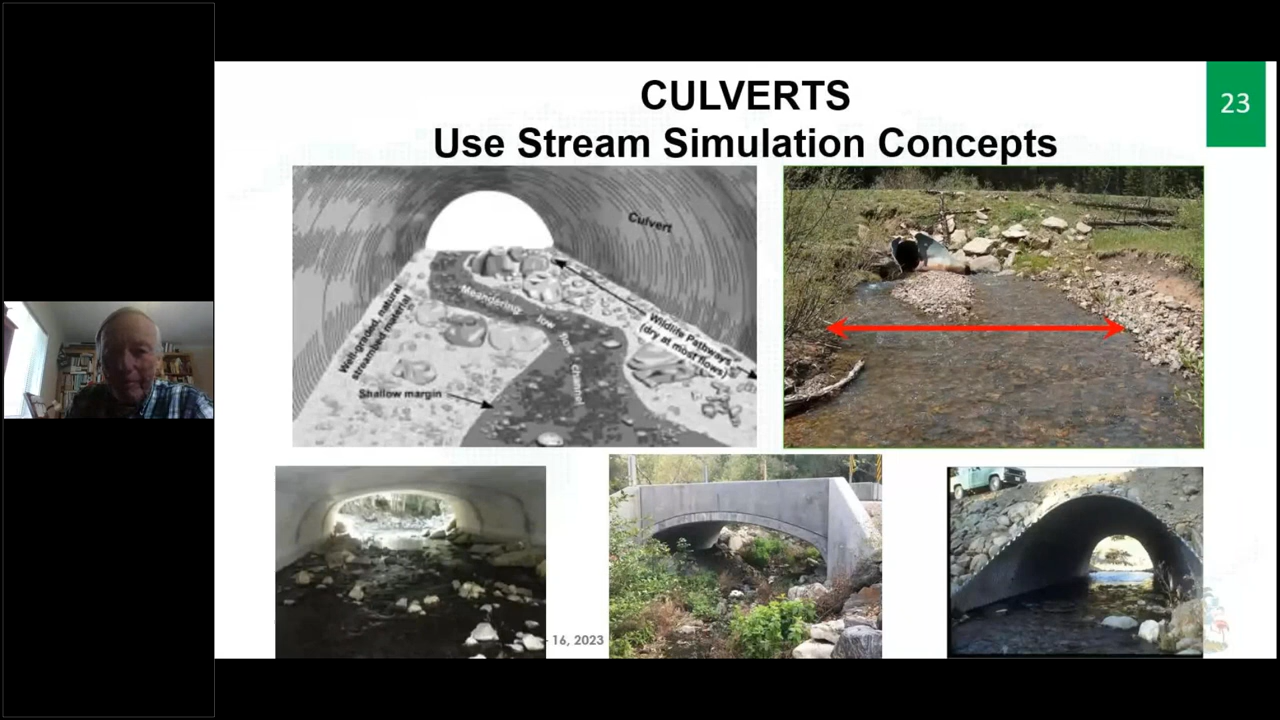 CULVERTS
Use Stream Simulation Concepts
23
Culvert
Meandering low flow channel
Well-graded, natural
streambed material
Wildlife Pathways
(dry at most flows)
Shallow margin
16, 2023